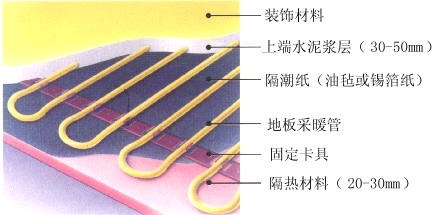 装饰材料
上端水泥浆层（30-50mm）
隔潮纸（油毡或锡箔纸）
地板采暖管
固定卡具
隔热材料（20-30mm）